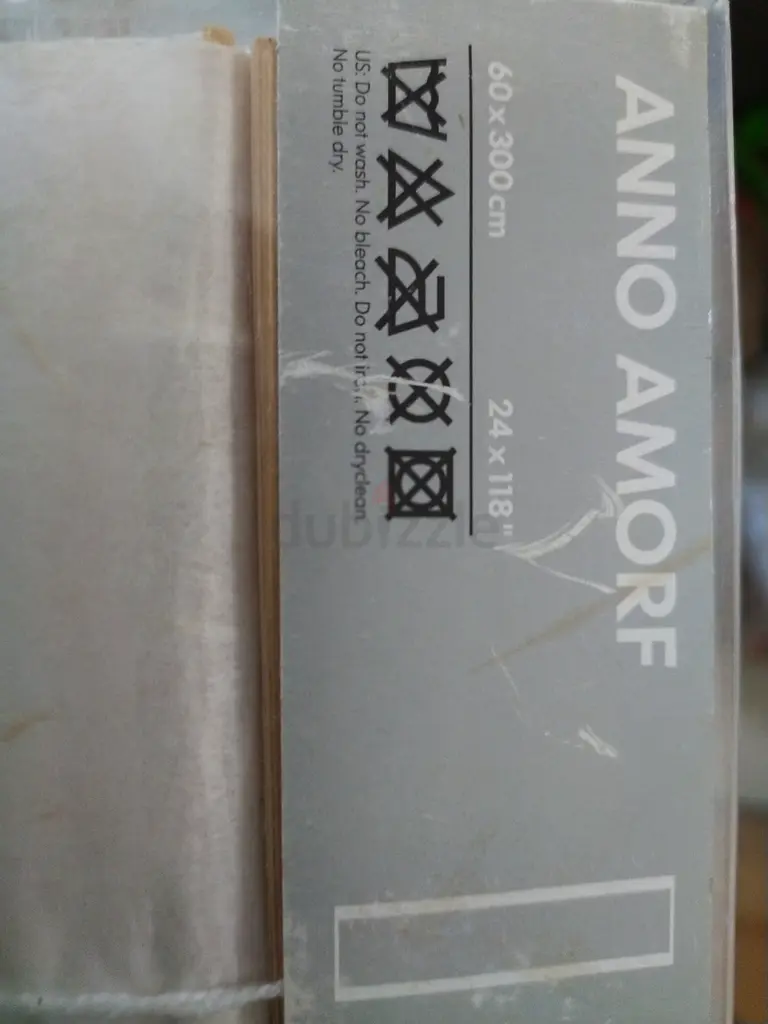 ANNO AMORF
60 x 300 cm 24 x 118"
US: Do not wash. No bleach. Do not iron. No dryclean.
No tumble dry.
dubizzle